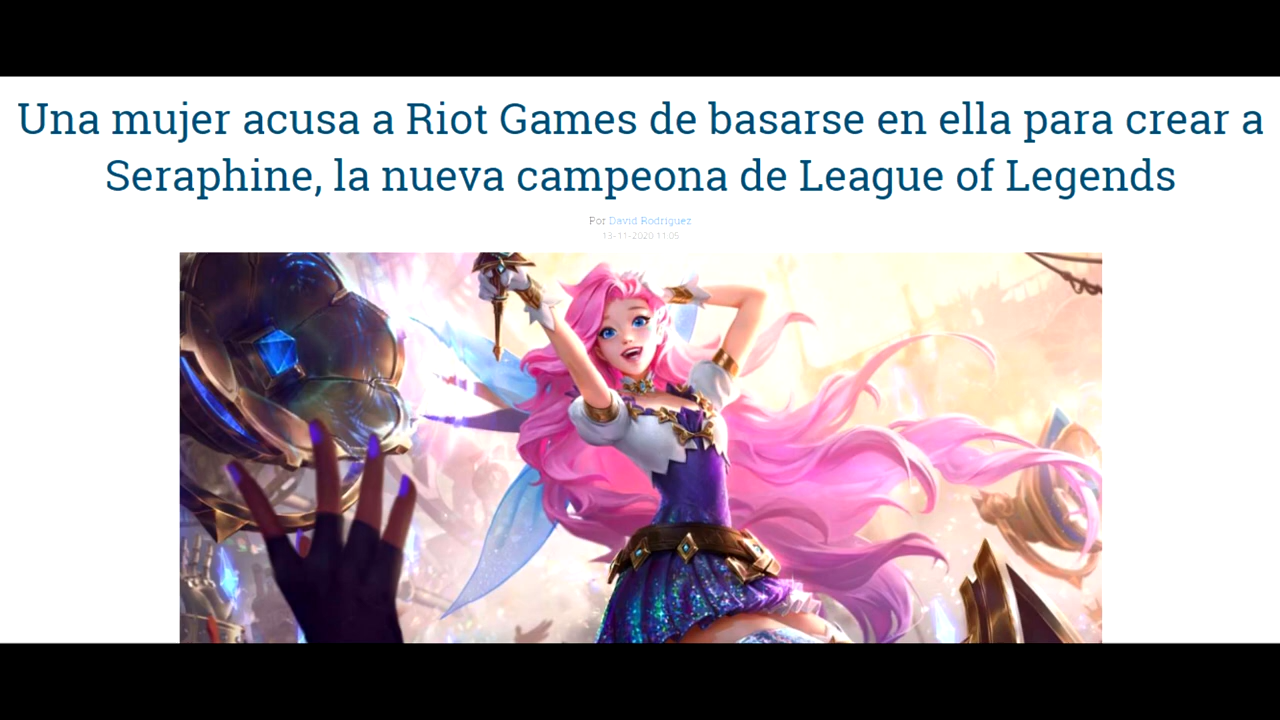 Una mujer acusa a Riot Games de basarse en ella para crear a
Seraphine, la nueva campeona de League of Legends
Por David Rodriguez
13-11-2020 11:05